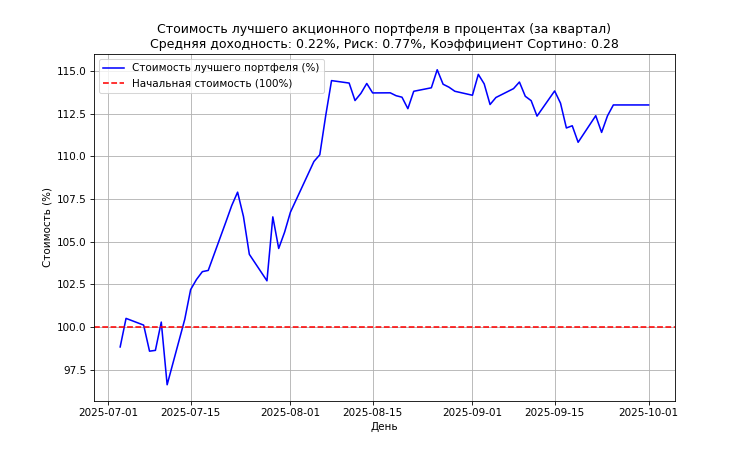 Стоимость лучшего акционного портфеля в процентах (за квартал)
Средняя доходность: 0.22%, Риск: 0.77%, Коэффициент Сортино: 0.28
Стоимость лучшего портфеля (%)
Начальная стоимость (100%)
Стоимость (%)
115.0
112.5
110.0
107.5
105.0
102.5
100.0
97.5
2025-07-01
2025-07-15
2025-08-01
2025-08-15
2025-09-01
2025-09-15
2025-10-01
День